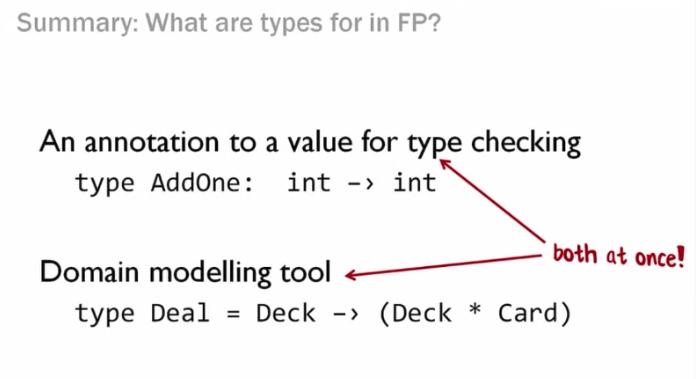 Summary: What are types for in FP?
An annotation to a value for type checking
type AddOne: int –> int
both at once!
Domain modelling tool
type Deal = Deck –> (Deck * Card)